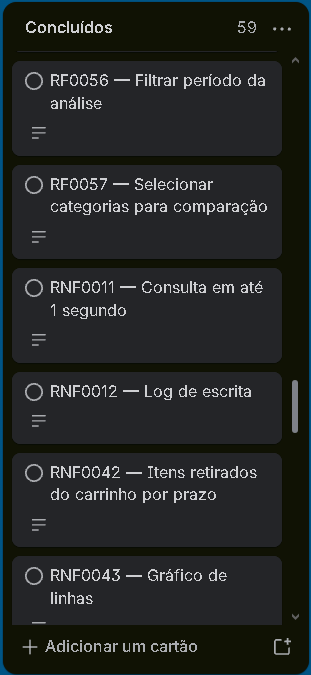 Concluídos 59
RF0056 — Filtrar período da
análise
RF0057 — Selecionar
categorias para comparação
RNF0011 — Consulta em até
1 segundo
RNF0012 — Log de escrita
RNF0042 — Itens retirados
do carrinho por prazo
RNF0043 — Gráfico de
linhas
Adicionar um cartão